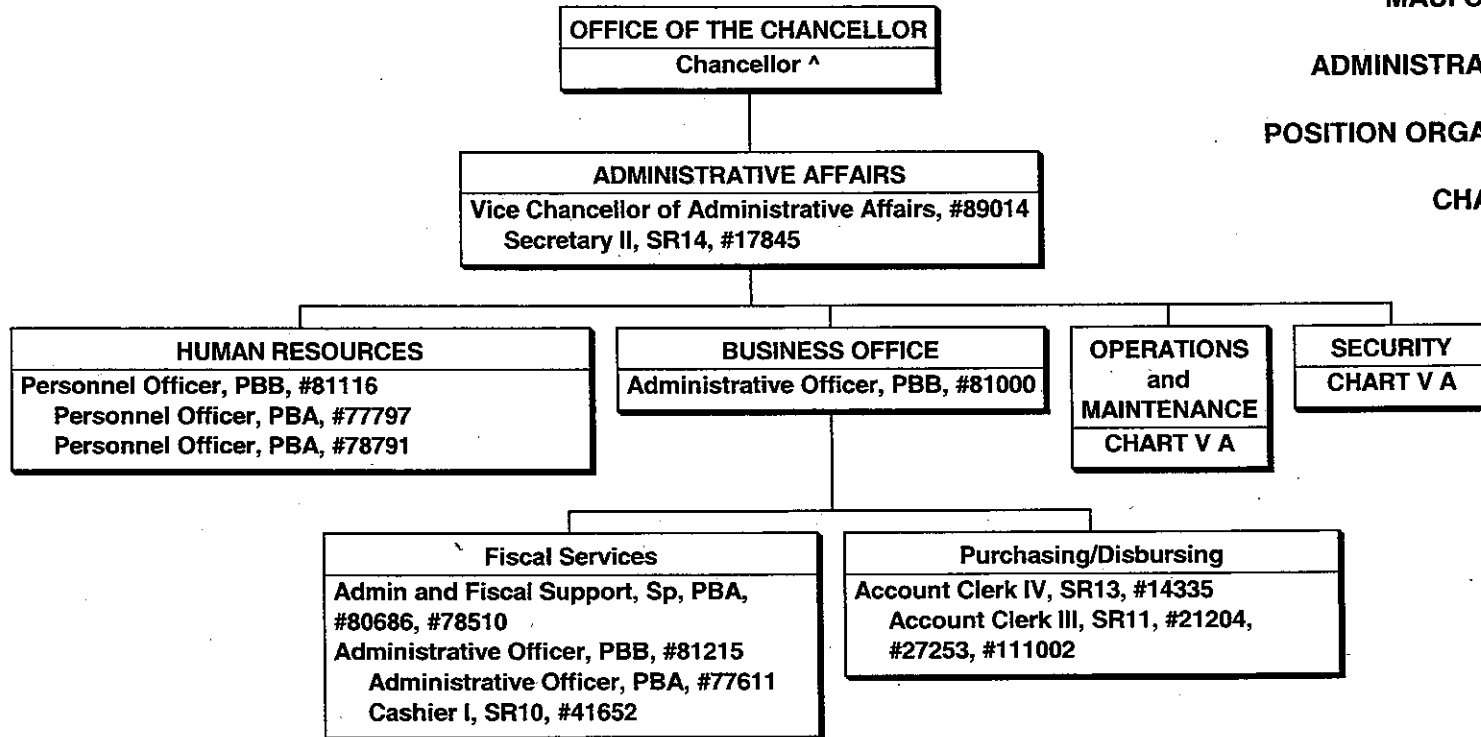 OFFICE OF THE CHANCELLOR
Chancellor ^
ADMINISTRA
POSITION ORGA
CHA
ADMINISTRATIVE AFFAIRS
Vice Chancellor of Administrative Affairs, #89014
Secretary II, SR14, #17845
HUMAN RESOURCES
Personnel Officer, PBB, #81116
Personnel Officer, PBA, #77797
Personnel Officer, PBA, #78791
BUSINESS OFFICE
Administrative Officer, PBB, #81000
OPERATIONS
and
MAINTENANCE
CHART V A
SECURITY
CHART V A
Fiscal Services
Admin and Fiscal Support, Sp, PBA,
#80686, #78510
Administrative Officer, PBB, #81215
Administrative Officer, PBA, #77611
Cashier I, SR10, #41652
Purchasing/Disbursing
Account Clerk IV, SR13, #14335
Account Clerk III, SR11, #21204,
#27253, #111002